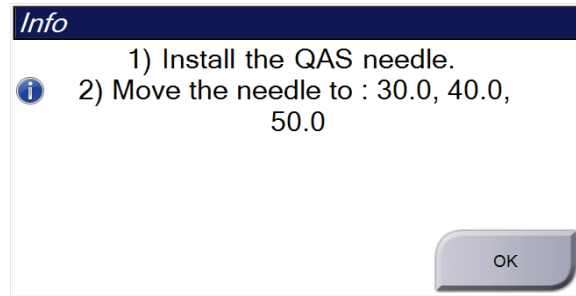 Info
1) Install the QAS needle.
2) Move the needle to : 30.0, 40.0,
50.0
OK